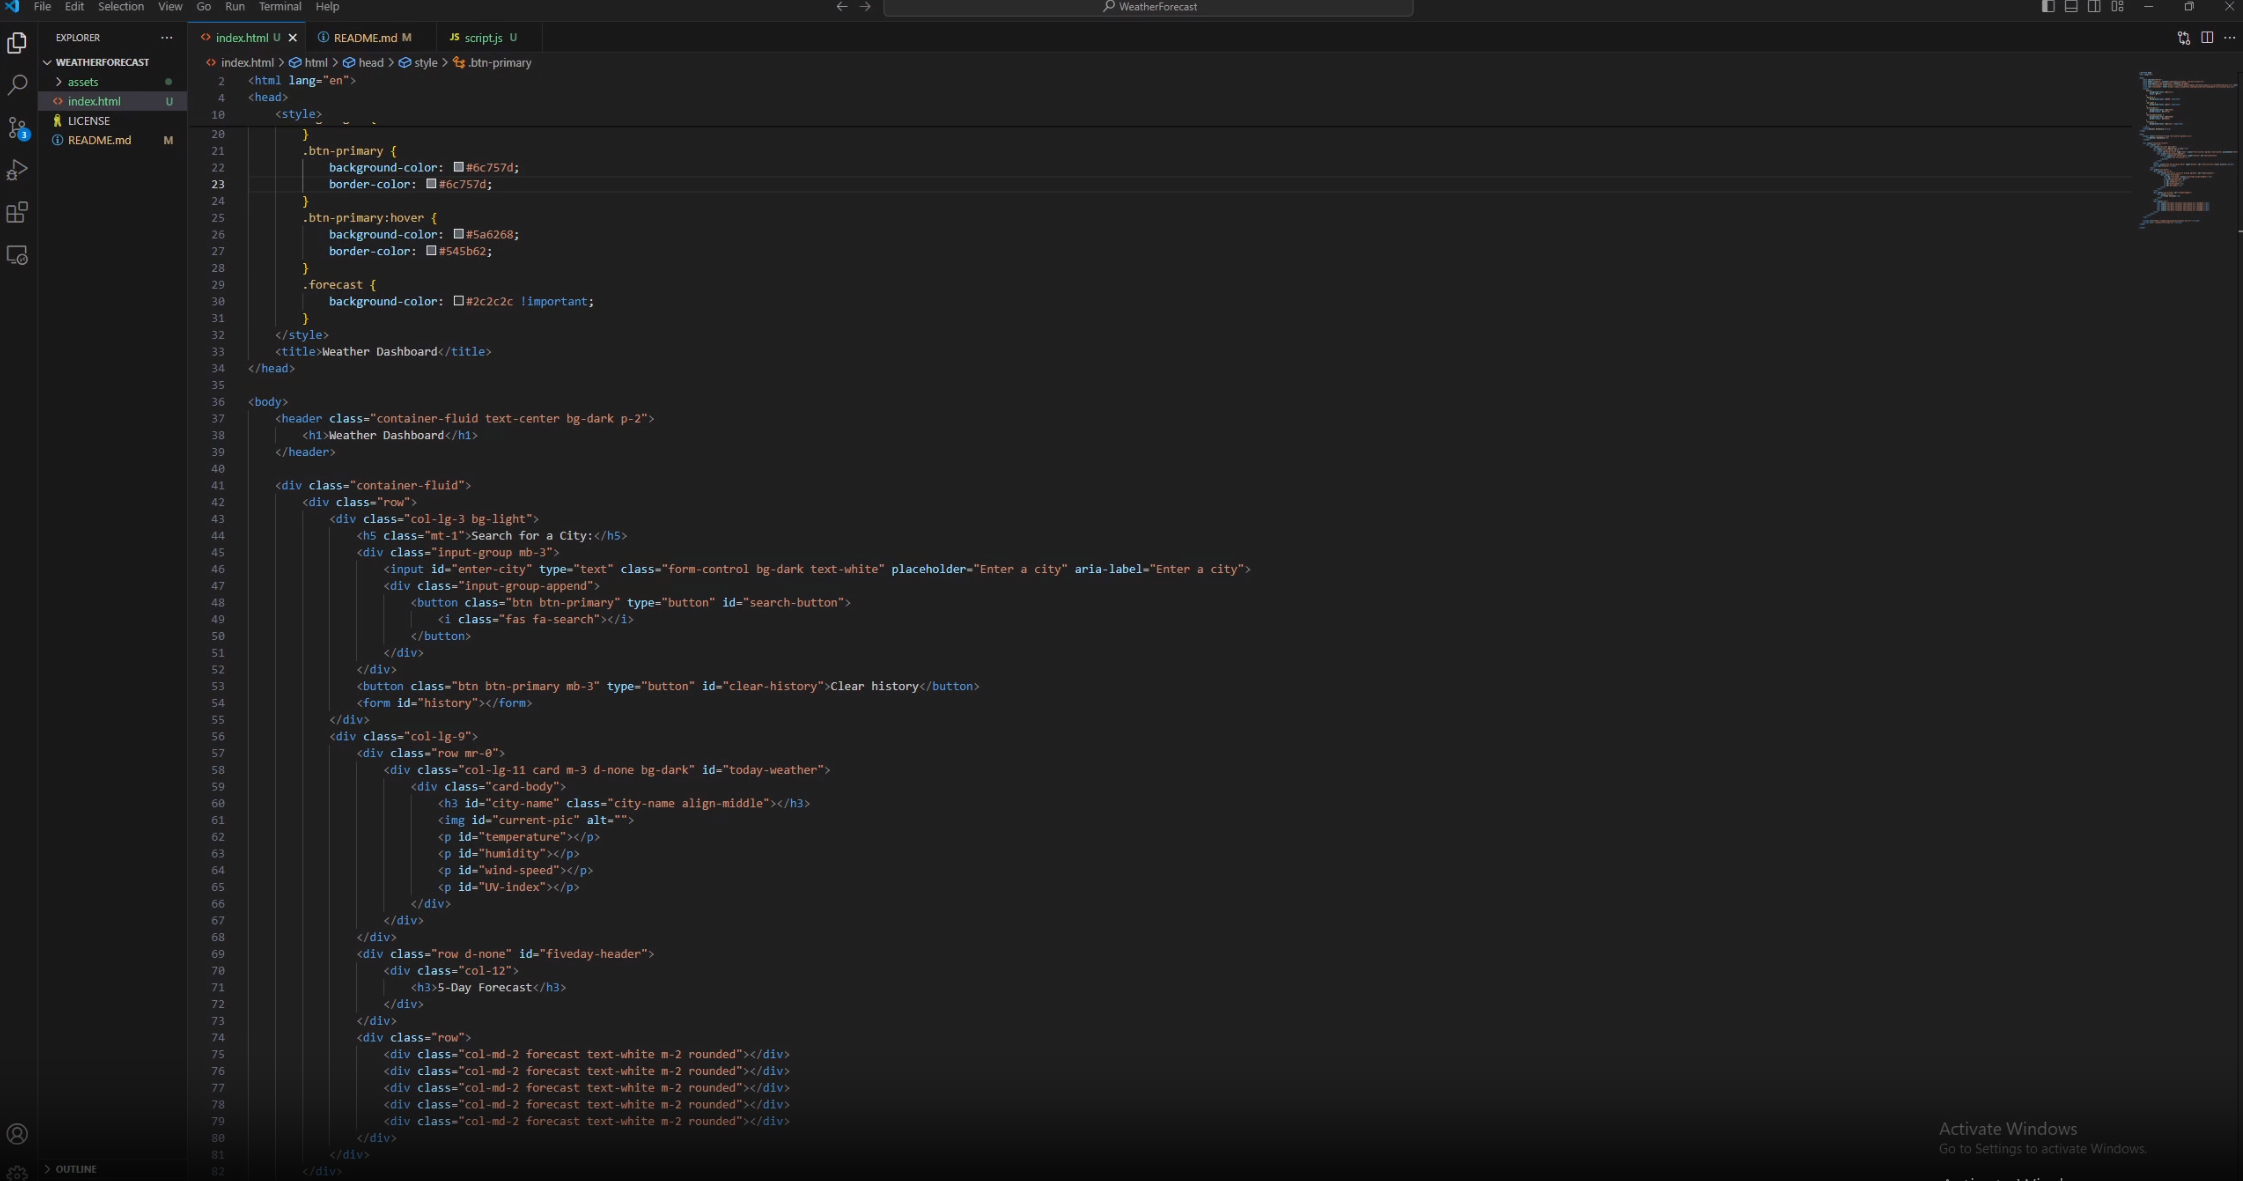 File Edit Selection View Go Run Terminal Help
WeatherForecast
EXPLORER
WEATHERFORECAST
assets
index.html U
LICENSE
README.md M
3
OUTLINE
index.html U
README.md M
JS script.js U
index.html > html > head > style > .btn-primary
2 <html lang="en">
4 <head>
10 <style>
20 }
21 .btn-primary {
22 background-color: #6c757d;
23 border-color: #6c757d;
24 }
25 .btn-primary:hover {
26 background-color: #5a6268;
27 border-color: #545b62;
28 }
29 .forecast {
30 background-color: #2c2c2c !important;
31 }
32 </style>
33 <title>Weather Dashboard</title>
34 </head>
35
36 <body>
37 <header class="container-fluid text-center bg-dark p-2">
38 <h1>Weather Dashboard</h1>
39 </header>
40
41 <div class="container-fluid">
42 <div class="row">
43 <div class="col-lg-3 bg-light">
44 <h5 class="mt-1">Search for a City:</h5>
45 <div class="input-group mb-3">
46 <input id="enter-city" type="text" class="form-control bg-dark text-white" placeholder="Enter a city" aria-label="Enter a city">
47 <div class="input-group-append">
48 <button class="btn btn-primary" type="button" id="search-button">
49 <i class="fas fa-search"></i>
50 </button>
51 </div>
52 </div>
53 <button class="btn btn-primary mb-3" type="button" id="clear-history">Clear history</button>
54 <form id="history"></form>
55 </div>
56 <div class="col-lg-9">
57 <div class="row mr-0">
58 <div class="col-lg-11 card m-3 d-none bg-dark" id="today-weather">
59 <div class="card-body">
60 <h3 id="city-name" class="city-name align-middle"></h3>
61 <img id="current-pic" alt="">
62 <p id="temperature"></p>
63 <p id="humidity"></p>
64 <p id="wind-speed"></p>
65 <p id="UV-index"></p>
66 </div>
67 </div>
68 </div>
69 <div class="row d-none" id="fiveday-header">
70 <div class="col-12">
71 <h3>5-Day Forecast</h3>
72 </div>
73 </div>
74 <div class="row">
75 <div class="col-md-2 forecast text-white m-2 rounded"></div>
76 <div class="col-md-2 forecast text-white m-2 rounded"></div>
77 <div class="col-md-2 forecast text-white m-2 rounded"></div>
78 <div class="col-md-2 forecast text-white m-2 rounded"></div>
79 <div class="col-md-2 forecast text-white m-2 rounded"></div>
80 </div>
81 </div>
82 </div>
Activate Windows
Go to Settings to activate Windows.